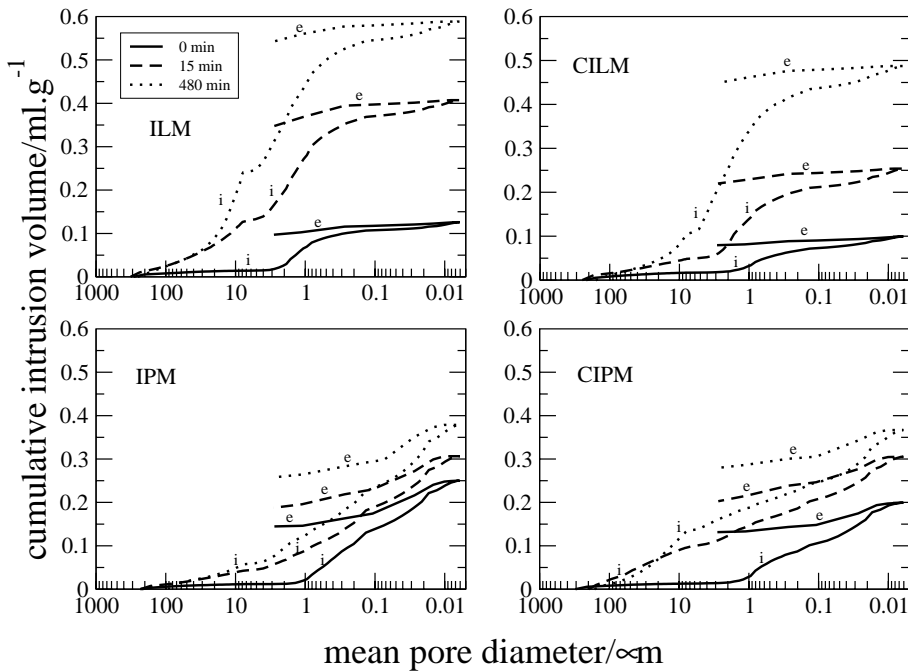 cumulative intrusion volume/ml.g-1
0.6
0.5
0.4
0.3
0.2
0.1
0
0 min
15 min
480 min
ILM
e
e
e
i
i
i
1000 100 10 1 0.1 0.01
0.6
0.5
0.4
0.3
0.2
0.1
0
CILM
e
e
e
i
i
i
1000 100 10 1 0.1 0.01
0.6
0.5
0.4
0.3
0.2
0.1
0
IPM
e
e
e
i
i
i
1000 100 10 1 0.1 0.01
0.6
0.5
0.4
0.3
0.2
0.1
0
CIPM
e
e
e
i
i
i
1000 100 10 1 0.1 0.01
mean pore diameter/∝m